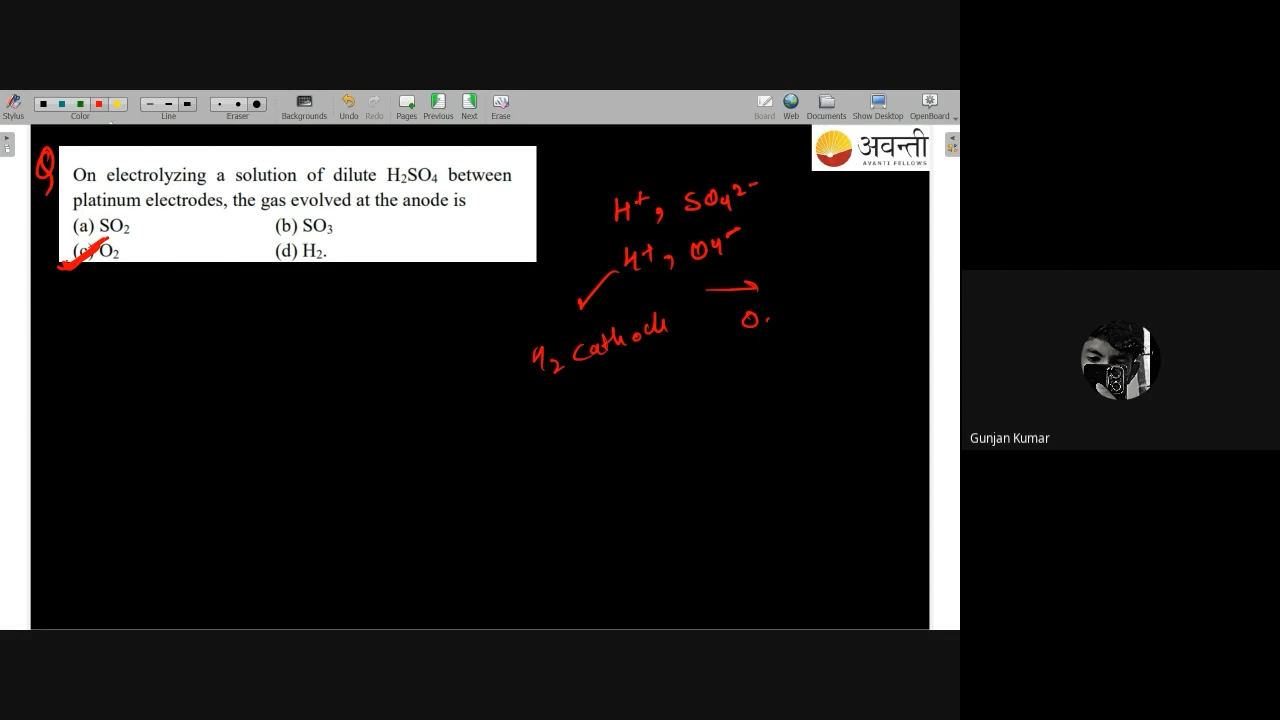 Stylus
Color
Line
Eraser
Backgrounds
Undo
Redo
Pages
Previous
Next
Erase
Board
Web
Documents
Show Desktop
OpenBoard
अवन्ती
AVANTI FELLOWS
Q
On electrolyzing a solution of dilute H₂SO₄ between
platinum electrodes, the gas evolved at the anode is
(a) SO₂ (b) SO₃
(c) O₂ (d) H₂.
H⁺, SO₄²⁻
H⁺, OH⁻
H₂ cathode
O.
Gunjan Kumar